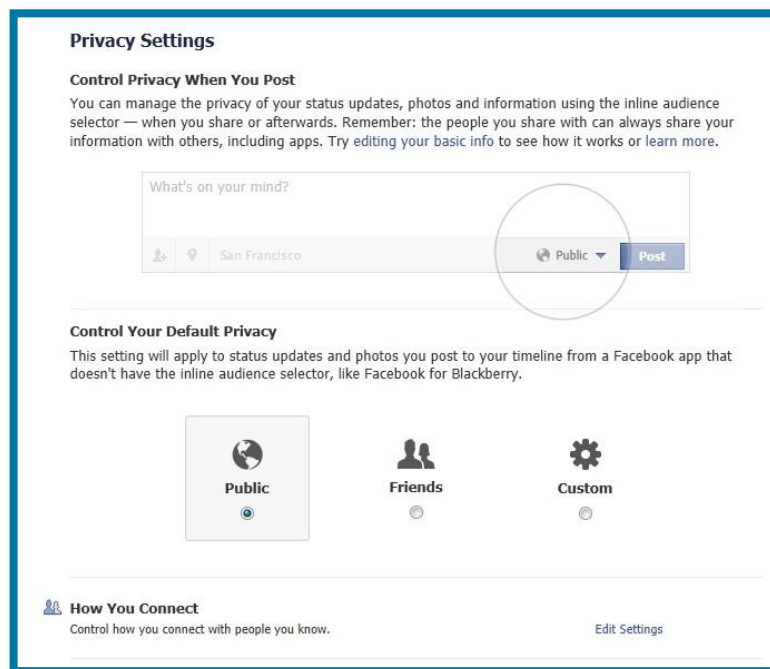 Privacy Settings
Control Privacy When You Post
You can manage the privacy of your status updates, photos and information using the inline audience
selector — when you share or afterwards. Remember: the people you share with can always share your
information with others, including apps. Try editing your basic info to see how it works or learn more.
What's on your mind?
San Francisco Public Post
Control Your Default Privacy
This setting will apply to status updates and photos you post to your timeline from a Facebook app that
doesn't have the inline audience selector, like Facebook for Blackberry.
Public Friends Custom
How You Connect
Control how you connect with people you know. Edit Settings